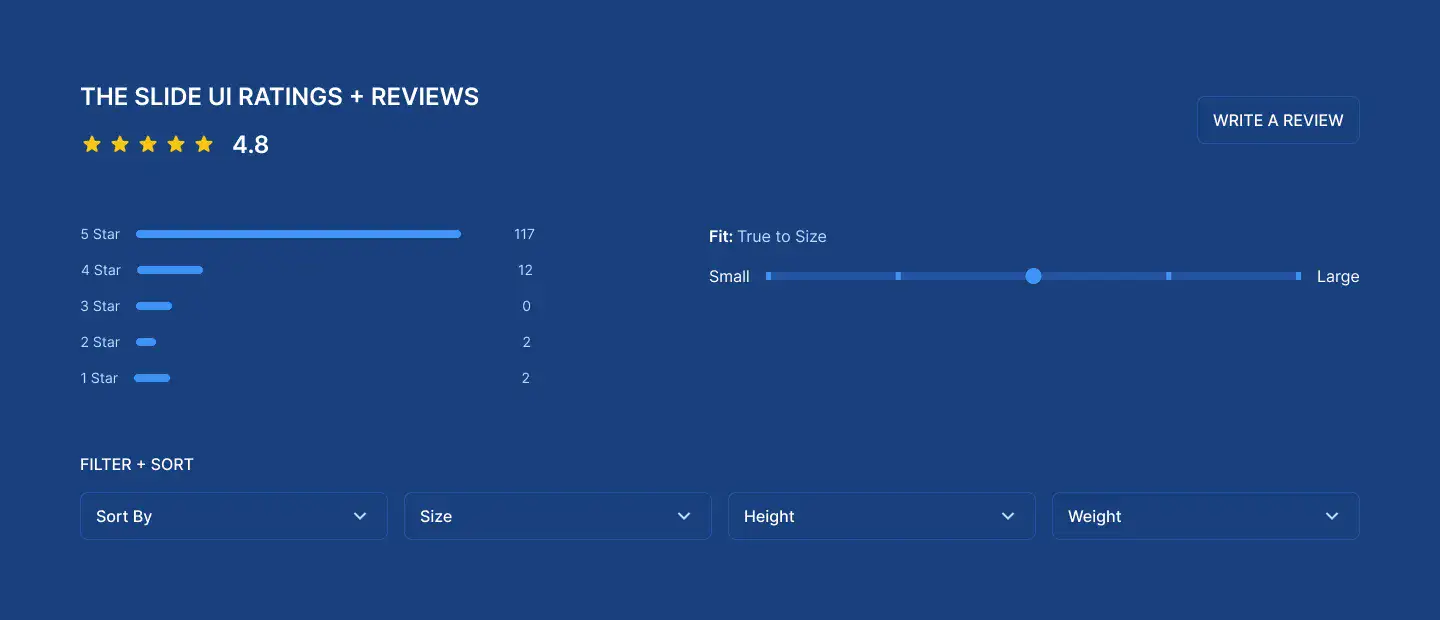 THE SLIDE UI RATINGS + REVIEWS
4.8
WRITE A REVIEW
5 Star 117
4 Star 12
3 Star 0
2 Star 2
1 Star 2
Fit: True to Size
Small Large
FILTER + SORT
Sort By Size Height Weight